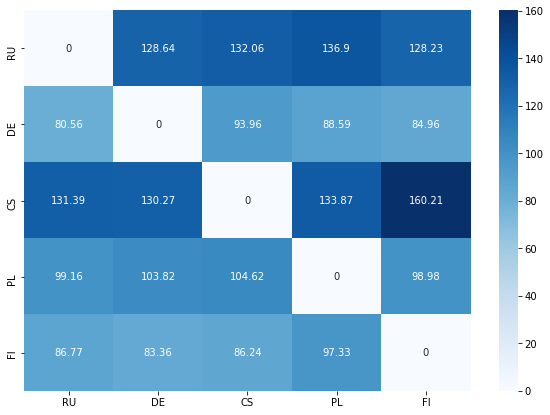 RU 0 128.64 132.06 136.9 128.23
DE 80.56 0 93.96 88.59 84.96
CS 131.39 130.27 0 133.87 160.21
PL 99.16 103.82 104.62 0 98.98
FI 86.77 83.36 86.24 97.33 0
RU DE CS PL FI
160
140
120
100
80
60
40
20
0